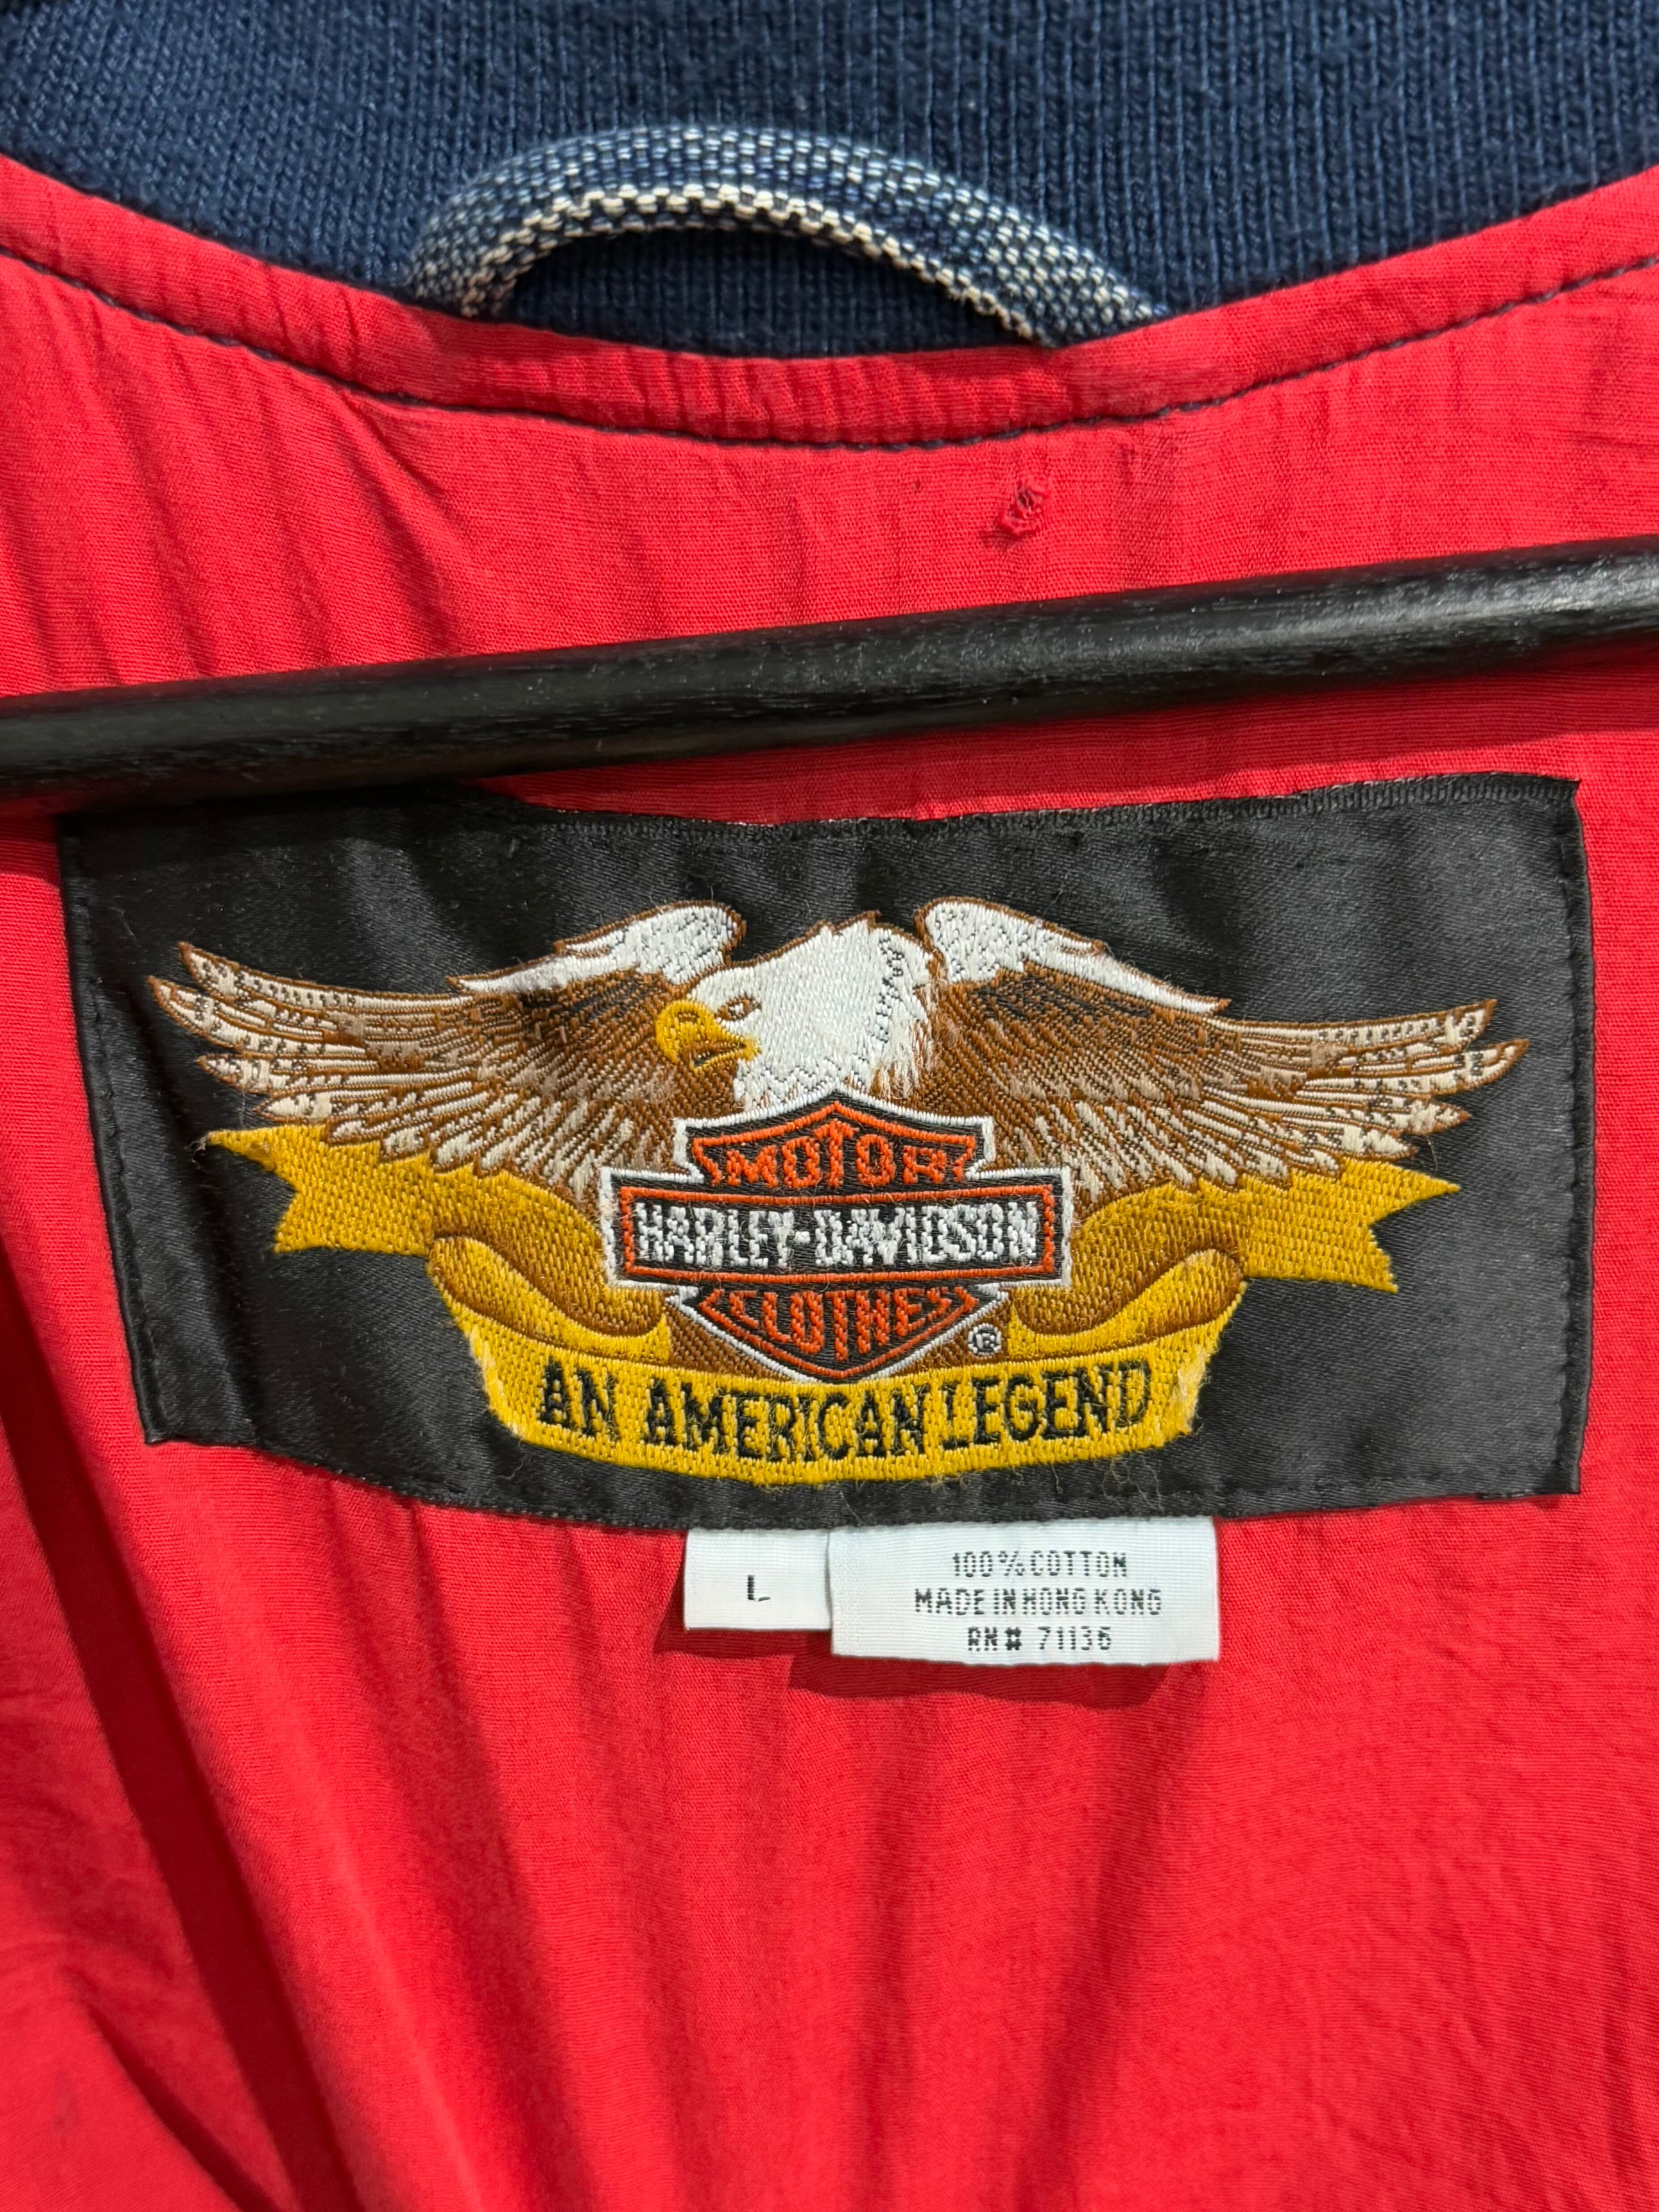 MOTOR
HARLEY-DAVIDSON
CLOTHES
®
AN AMERICAN LEGEND
L
100% COTTON
MADE IN HONG KONG
RN# 71136